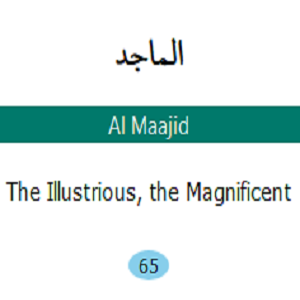 الماجد
Al Maajid
The Illustrious, the Magnificent
65